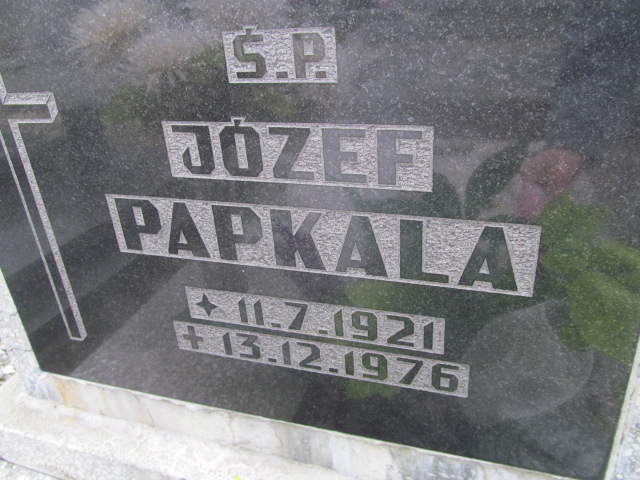 Ś.P.
JÓZEF
PAPKALA
✦ 11.7.1921
✝ 13.12.1976